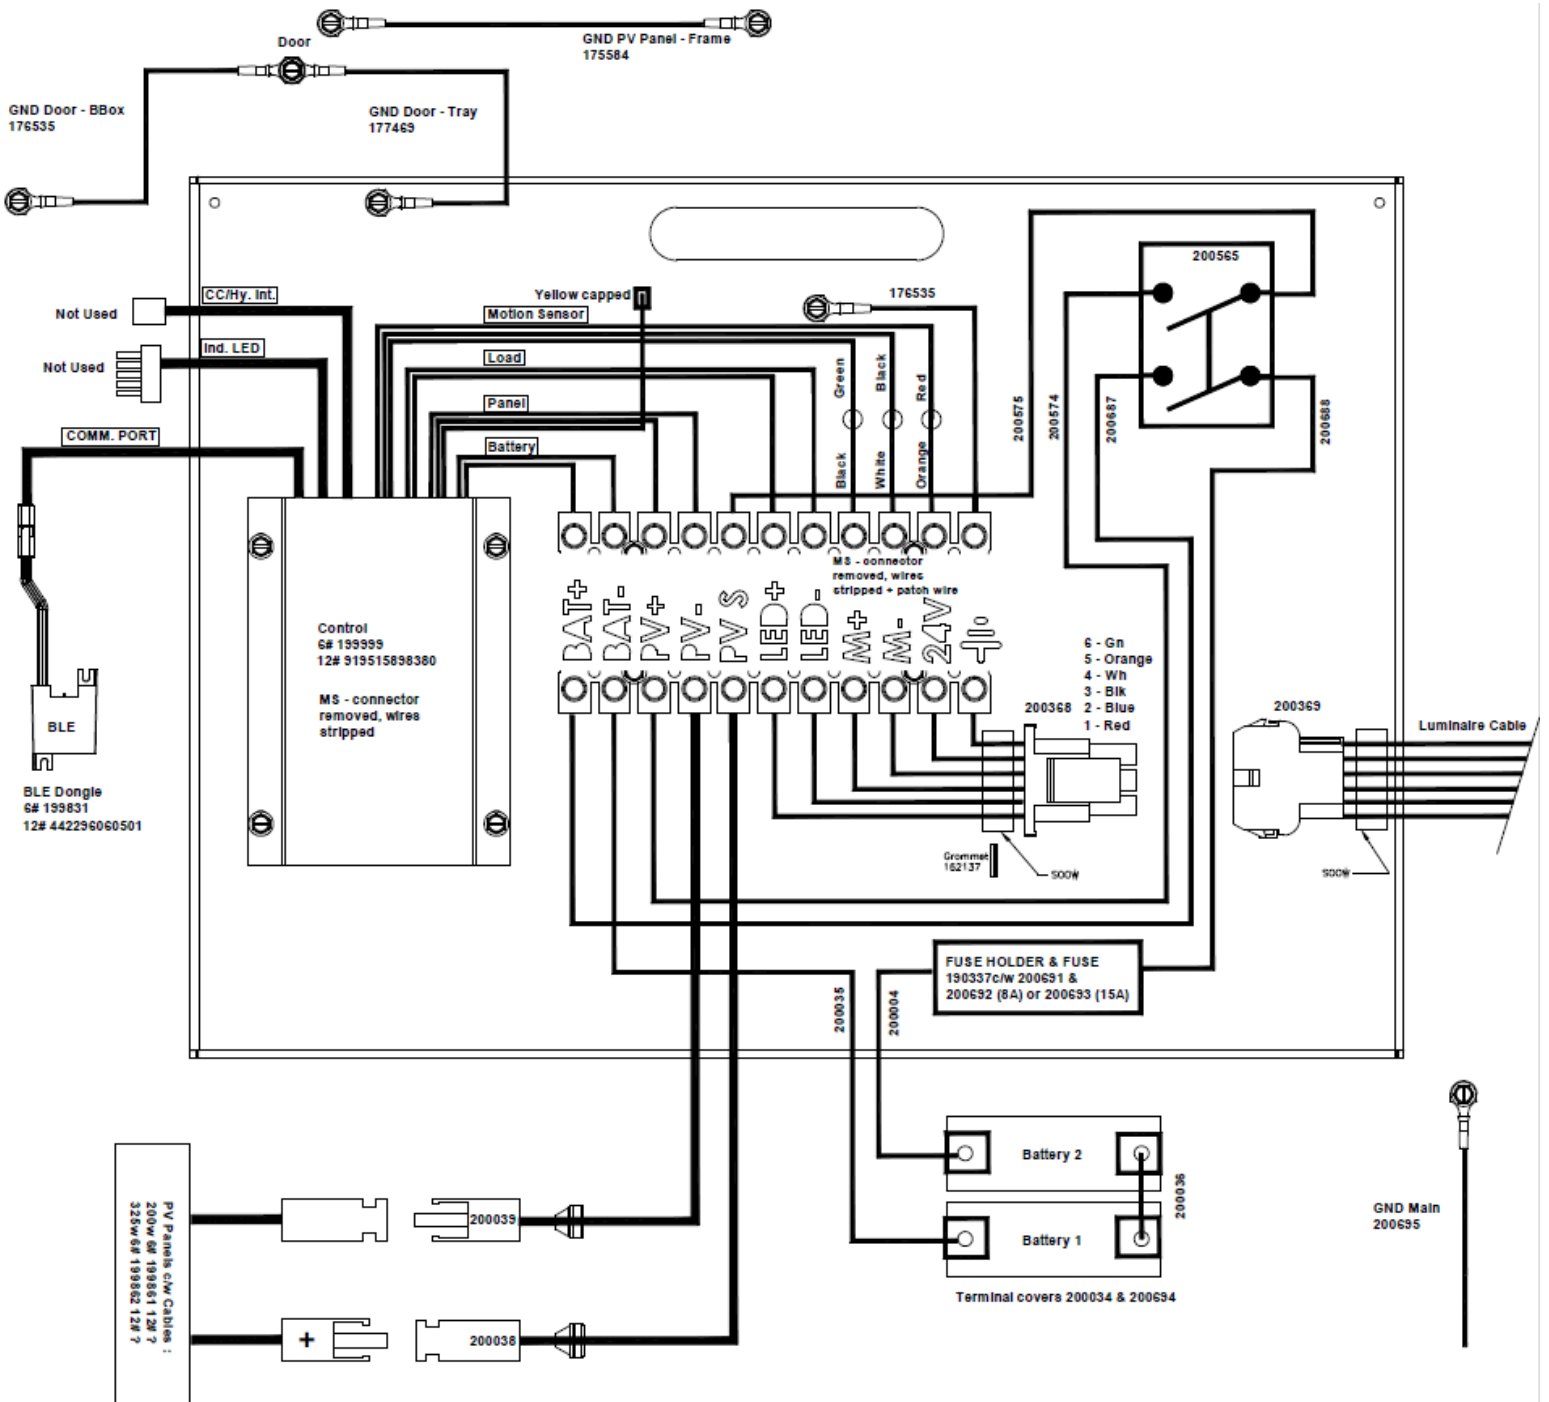 Door
GND PV Panel - Frame
175584
GND Door - BBox
176535
GND Door - Tray
177469
200565
CC/Hy. Int.
Not Used
Yellow capped
176535
Motion Sensor
Ind. LED
Not Used
Load
Green
Black
Red
Panel
200575
200574
200687
200688
COMM. PORT
Battery
Black
White
Orange
MS - connector
removed, wires
stripped + patch wire
BAT+
BAT-
PV+
PV-
PV S
LED+
LED-
M+
M-
24V
Control
6# 199999
12# 919515898380
MS - connector
removed, wires
stripped
6 - Gn
5 - Orange
4 - Wh
3 - Blk
2 - Blue
1 - Red
200368
200369
Luminaire Cable
BLE
BLE Dongle
6# 199831
12# 442296060501
Grommet
162137
SOOW
SOOW
FUSE HOLDER & FUSE
190337c/w 200691 &
200692 (8A) or 200693 (15A)
200035
200004
Battery 2
Battery 1
200036
Terminal covers 200034 & 200694
GND Main
200695
PV Panels c/w Cables :
200w 6# 199861 12# ?
325w 6# 199862 12# ?
200039
+
200038